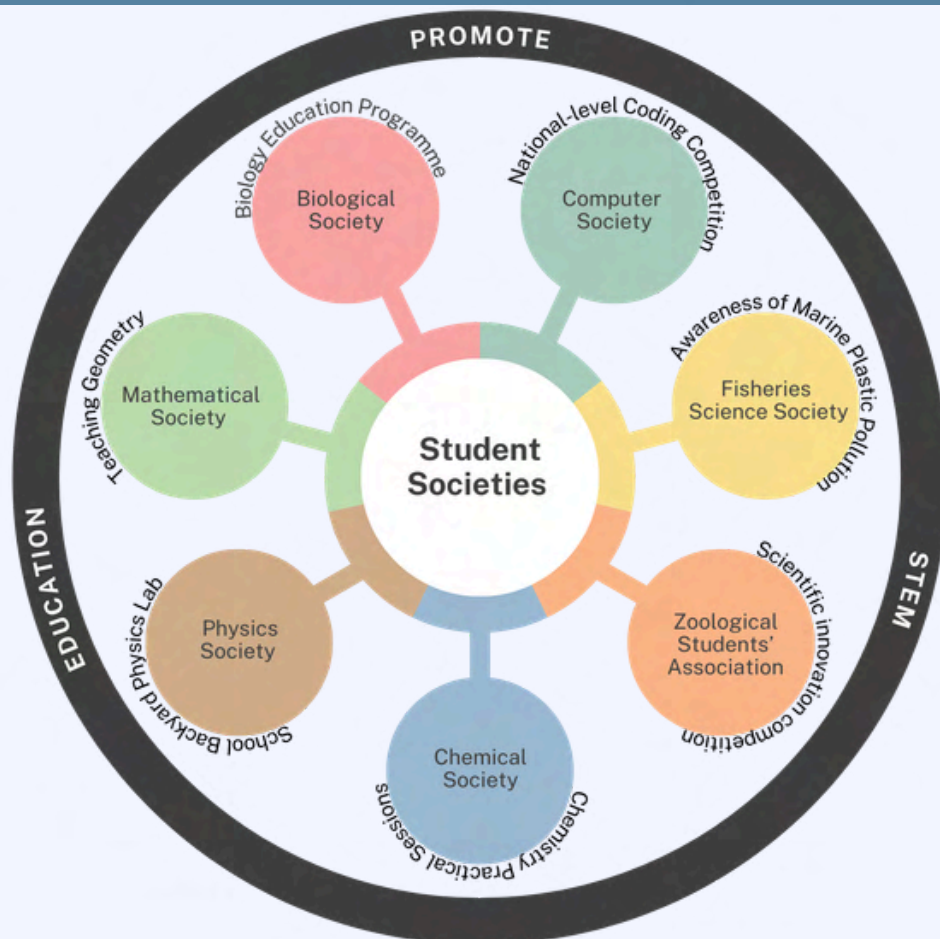 PROMOTE
STEM
EDUCATION
Student
Societies
Biology Education Programme
Biological
Society
National-level Coding Competition
Computer
Society
Awareness of Marine Plastic Pollution
Fisheries
Science Society
Scientific innovation competition
Zoological
Students’
Association
Chemical
Society
Chemistry Practical Sessions
Physics
Society
School Backyard Physics Lab
Mathematical
Society
Teaching Geometry